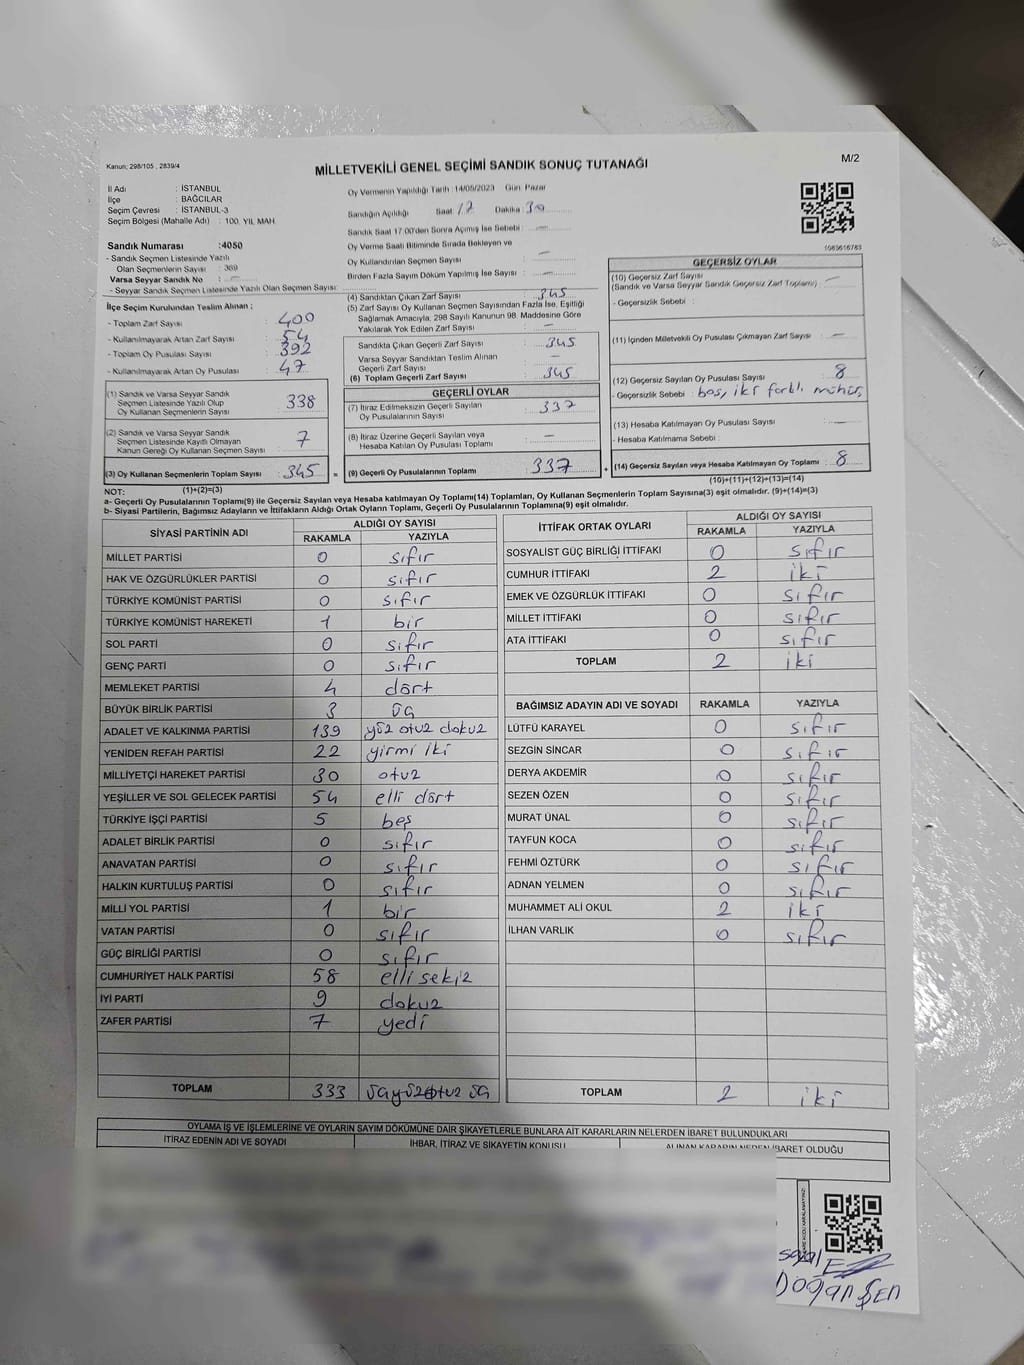 Kanun; 298/105 , 2839/4
MİLLETVEKİLİ GENEL SEÇİMİ SANDIK SONUÇ TUTANAĞI
M/2
İl Adı : İSTANBUL
İlçe : BAĞCILAR
Seçim Çevresi : İSTANBUL-3
Seçim Bölgesi (Mahalle Adı) : 100. YIL MAH.
Oy Vermenin Yapıldığı Tarih :14/05/2023 Gün: Pazar
Sandığın Açıldığı Saat 17 Dakika: 30
Sandık Saat 17.00'den Sonra Açımış İse Sebebi : —
Oy Verme Saati Bitiminde Sırada Bekleyen ve
Oy Kullandırılan Seçmen Sayısı : —
Birden Fazla Sayım Döküm Yapılmış İse Sayısı : —
Sandık Numarası :4050
- Sandık Seçmen Listesinde Yazılı
Olan Seçmenlerin Sayısı : 369
Varsa Seyyar Sandık No : —
- Seyyar Sandık Seçmen Listesinde Yazılı Olan Seçmen Sayısı:
1083616783
İlçe Seçim Kurulundan Teslim Alınan ;
- Toplam Zarf Sayısı : 400
- Kullanılmayarak Artan Zarf Sayısı : 54
- Toplam Oy Pusulası Sayısı : 392
- Kullanılmayarak Artan Oy Pusulası : 47
(1) Sandık ve Varsa Seyyar Sandık
Seçmen Listesinde Yazılı Olup
Oy Kullanan Seçmenlerin Sayısı : 338
(2) Sandık ve Varsa Seyyar Sandık
Seçmen Listesinde Kayıtlı Olmayan
Kanun Gereği Oy Kullanan Seçmen Sayısı : 7
(3) Oy Kullanan Seçmenlerin Toplam Sayısı : 345
(4) Sandıktan Çıkan Zarf Sayısı : 345
(5) Zarf Sayısı Oy Kullanan Seçmen Sayısından Fazla İse, Eşitliği
Sağlamak Amacıyla, 298 Sayılı Kanunun 98. Maddesine Göre
Yakılarak Yok Edilen Zarf Sayısı : —
Sandıkta Çıkan Geçerli Zarf Sayısı : 345
Varsa Seyyar Sandıktan Teslim Alınan
Geçerli Zarf Sayısı : —
(6) Toplam Geçerli Zarf Sayısı : 345
GEÇERLİ OYLAR
(7) İtiraz Edilmeksizin Geçerli Sayılan
Oy Pusulalarının Sayısı : 337
(8) İtiraz Üzerine Geçerli Sayılan veya
Hesaba Katılan Oy Pusulası Toplamı : —
= (9) Geçerli Oy Pusulalarının Toplamı : 337
GEÇERSİZ OYLAR
(10) Geçersiz Zarf Sayısı
(Sandık ve Varsa Seyyar Sandık Geçersiz Zarf Toplamı) : —
- Geçersizlik Sebebi :
(11) İçinden Milletvekili Oy Pusulası Çıkmayan Zarf Sayısı : —
(12) Geçersiz Sayılan Oy Pusulası Sayısı : 8
- Geçersizlik Sebebi : boş, iki farklı mühür,
(13) Hesaba Katılmayan Oy Pusulası Sayısı : —
- Hesaba Katılmama Sebebi :
+ (14) Geçersiz Sayılan veya Hesaba Katılmayan Oy Toplamı : 8
NOT: (1)+(2)=(3)
(10)+(11)+(12)+(13)=(14)
a- Geçerli Oy Pusulalarının Toplamı(9) ile Geçersiz Sayılan veya Hesaba katılmayan Oy Toplamı(14) Toplamları, Oy Kullanan Seçmenlerin Toplam Sayısına(3) eşit olmalıdır. (9)+(14)=(3)
b- Siyasi Partilerin, Bağımsız Adayların ve İttifakların Aldığı Ortak Oyların Toplamı, Geçerli Oy Pusulalarının Toplamına(9) eşit olmalıdır.
SİYASİ PARTİNİN ADI ALDIĞI OY SAYISI
RAKAMLA YAZIYLA
MİLLET PARTİSİ 0 sıfır
HAK VE ÖZGÜRLÜKLER PARTİSİ 0 sıfır
TÜRKİYE KOMÜNİST PARTİSİ 0 sıfır
TÜRKİYE KOMÜNİST HAREKETİ 1 bir
SOL PARTİ 0 sıfır
GENÇ PARTİ 0 sıfır
MEMLEKET PARTİSİ 4 dört
BÜYÜK BİRLİK PARTİSİ 3 üç
ADALET VE KALKINMA PARTİSİ 139 yüz otuz dokuz
YENİDEN REFAH PARTİSİ 22 yirmi iki
MİLLİYETÇİ HAREKET PARTİSİ 30 otuz
YEŞİLLER VE SOL GELECEK PARTİSİ 54 elli dört
TÜRKİYE İŞÇİ PARTİSİ 5 beş
ADALET BİRLİK PARTİSİ 0 sıfır
ANAVATAN PARTİSİ 0 sıfır
HALKIN KURTULUŞ PARTİSİ 0 sıfır
MİLLİ YOL PARTİSİ 1 bir
VATAN PARTİSİ 0 sıfır
GÜÇ BİRLİĞİ PARTİSİ 0 sıfır
CUMHURİYET HALK PARTİSİ 58 elli sekiz
İYİ PARTİ 9 dokuz
ZAFER PARTİSİ 7 yedi
TOPLAM 333 üçyüzotuz üç
İTTİFAK ORTAK OYLARI ALDIĞI OY SAYISI
RAKAMLA YAZIYLA
SOSYALİST GÜÇ BİRLİĞİ İTTİFAKI 0 sıfır
CUMHUR İTTİFAKI 2 iki
EMEK VE ÖZGÜRLÜK İTTİFAKI 0 sıfır
MİLLET İTTİFAKI 0 sıfır
ATA İTTİFAKI 0 sıfır
TOPLAM 2 iki
BAĞIMSIZ ADAYIN ADI VE SOYADI RAKAMLA YAZIYLA
LÜTFÜ KARAYEL 0 sıfır
SEZGİN SİNCAR 0 sıfır
DERYA AKDEMİR 0 sıfır
SEZEN ÖZEN 0 sıfır
MURAT ÜNAL 0 sıfır
TAYFUN KOCA 0 sıfır
FEHMİ ÖZTÜRK 0 sıfır
ADNAN YELMEN 0 sıfır
MUHAMMET ALİ OKUL 2 iki
İLHAN VARLIK 0 sıfır
TOPLAM 2 iki
OYLAMA İŞ VE İŞLEMLERİNE VE OYLARIN SAYIM DÖKÜMÜNE DAİR ŞİKAYETLERLE BUNLARA AİT KARARLARIN NELERDEN İBARET BULUNDUKLARI
İTİRAZ EDENİN ADI VE SOYADI İHBAR, İTİRAZ VE ŞİKAYETİN KONUSU ALINAN KARARIN NEDEN İBARET OLDUĞU
Doğan ŞEN